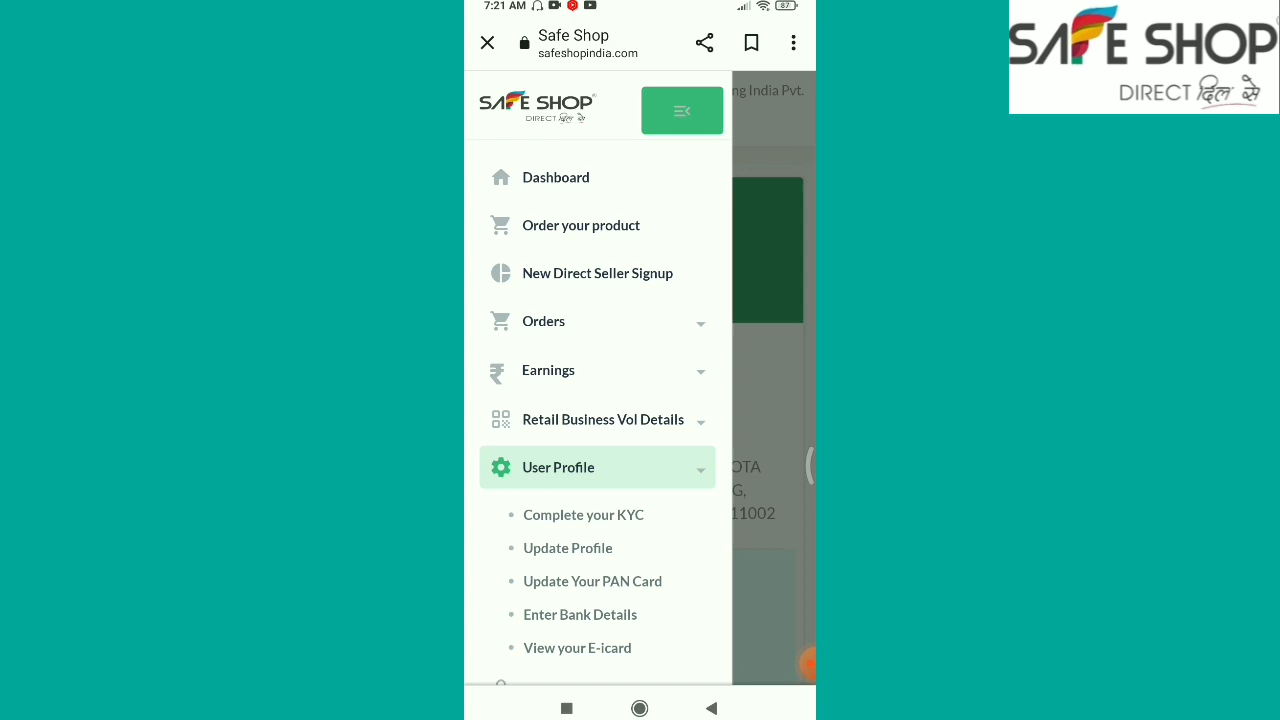 7:21 AM
87
Safe Shop
safeshopindia.com
SAFE SHOP
DIRECT दिल से
SAFE SHOP
DIRECT दिल से
ng India Pvt.
Dashboard
Order your product
New Direct Seller Signup
Orders
Earnings
Retail Business Vol Details
User Profile
OTA
G,
11002
Complete your KYC
Update Profile
Update Your PAN Card
Enter Bank Details
View your E-icard